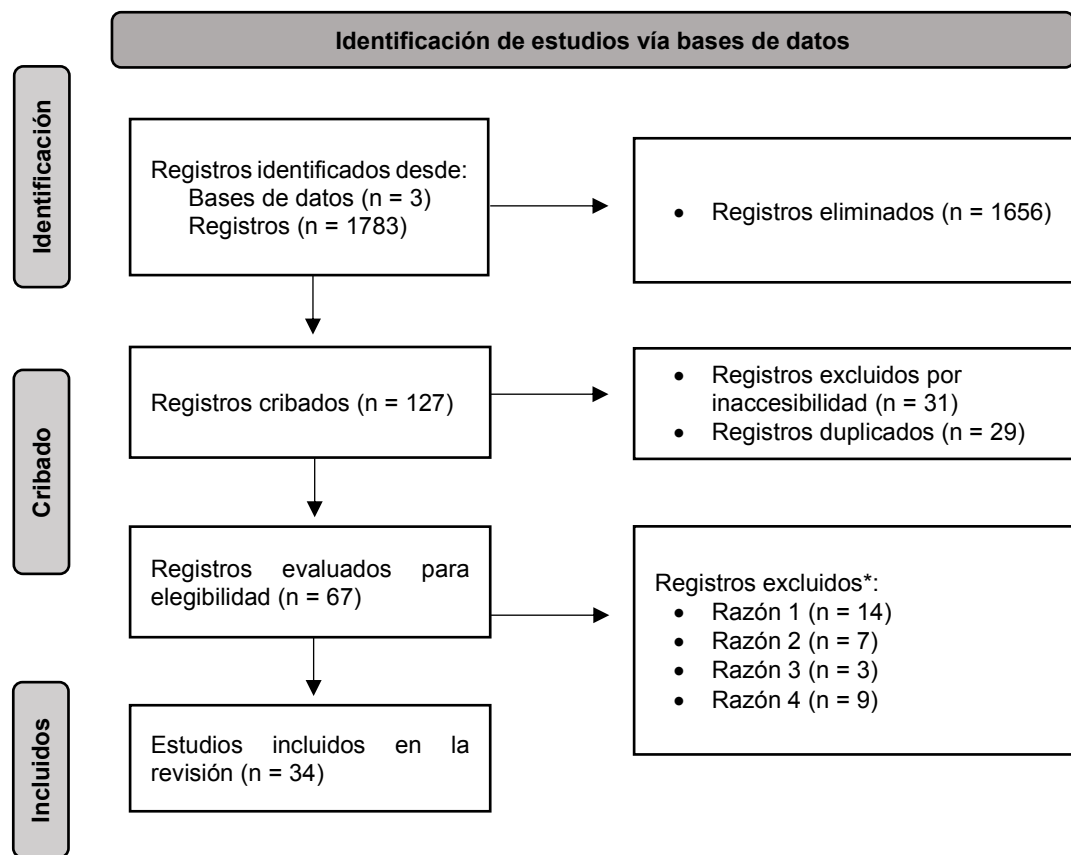 Identificación de estudios vía bases de datos
Identificación
Registros identificados desde:
Bases de datos (n = 3)
Registros (n = 1783)
• Registros eliminados (n = 1656)
Cribado
Registros cribados (n = 127)
• Registros excluidos por
inaccesibilidad (n = 31)
• Registros duplicados (n = 29)
Registros evaluados para
elegibilidad (n = 67)
Registros excluidos*:
• Razón 1 (n = 14)
• Razón 2 (n = 7)
• Razón 3 (n = 3)
• Razón 4 (n = 9)
Incluidos
Estudios incluidos en la
revisión (n = 34)